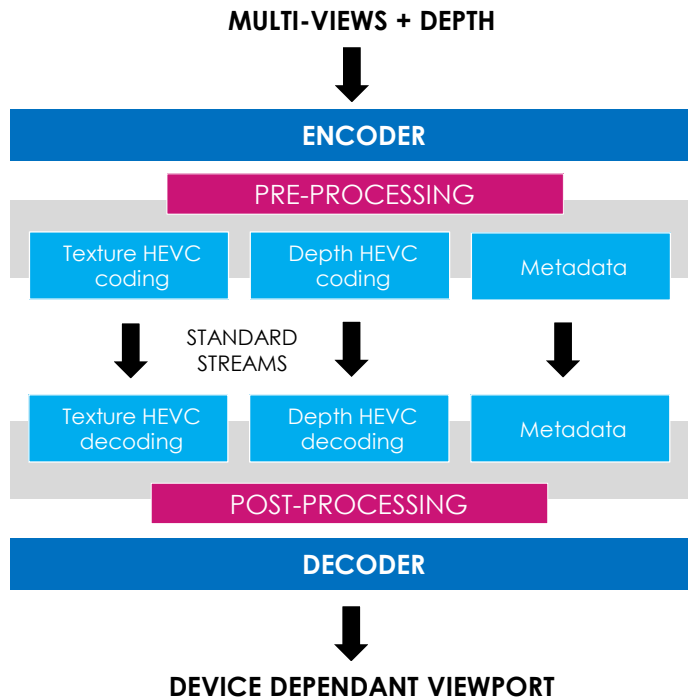 MULTI-VIEWS + DEPTH
ENCODER
PRE-PROCESSING
Texture HEVC
coding
Depth HEVC
coding
Metadata
STANDARD
STREAMS
Texture HEVC
decoding
Depth HEVC
decoding
Metadata
POST-PROCESSING
DECODER
DEVICE DEPENDANT VIEWPORT